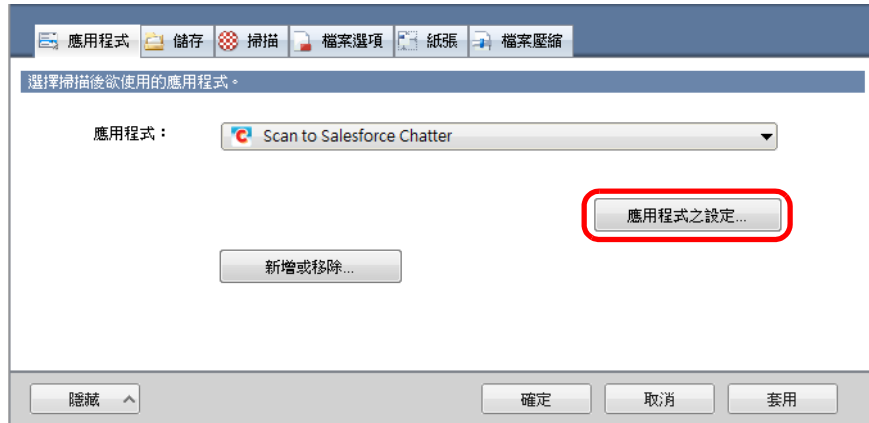 應用程式 儲存 掃描 檔案選項 紙張 檔案壓縮
選擇掃描後欲使用的應用程式。
應用程式： Scan to Salesforce Chatter
應用程式之設定...
新增或移除...
隱藏 確定 取消 套用